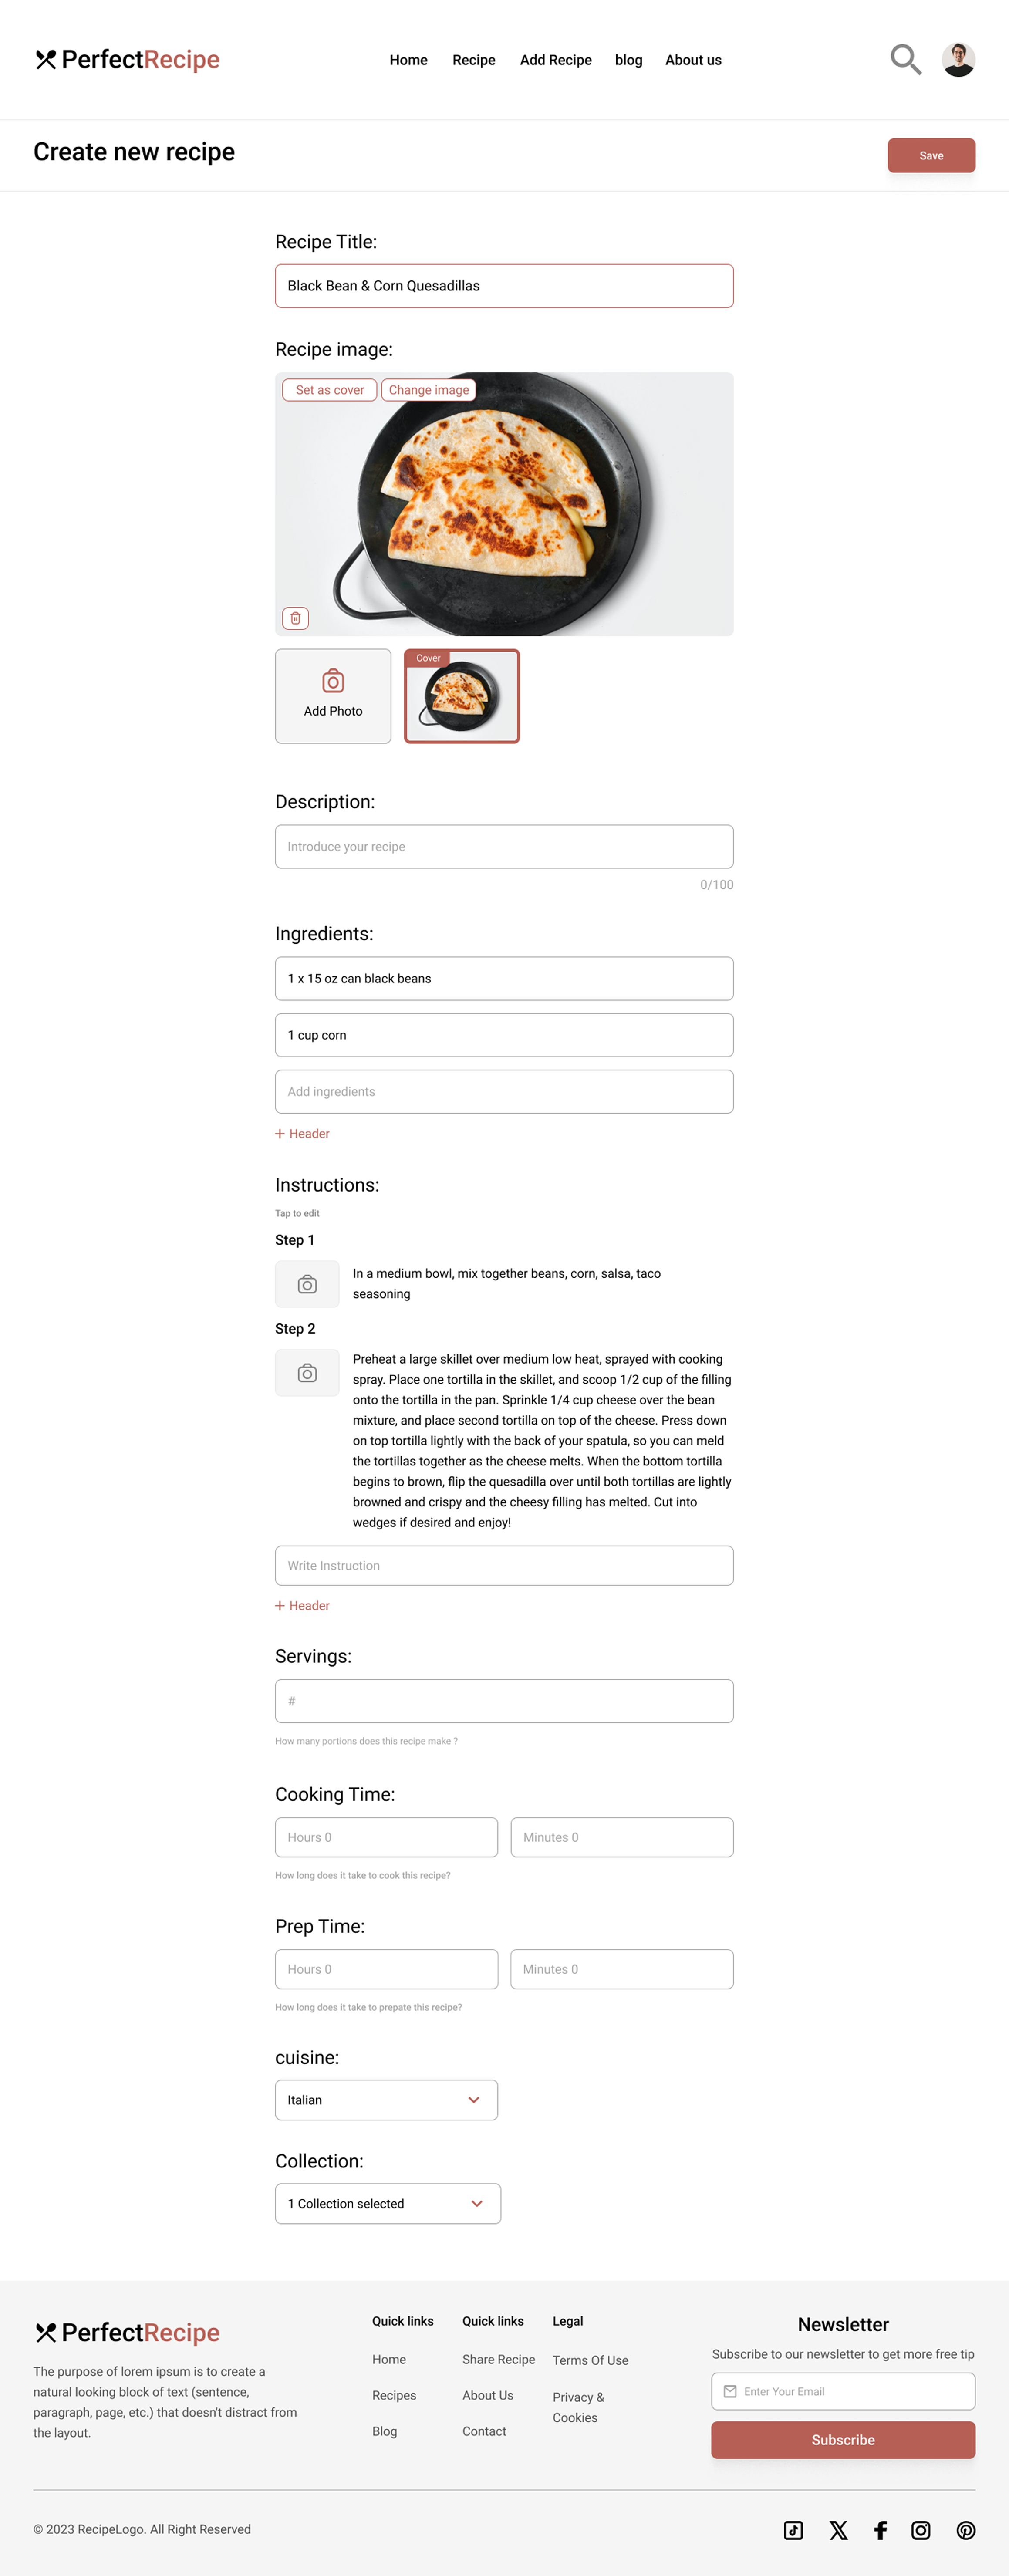 PerfectRecipe
Home Recipe Add Recipe blog About us
Create new recipe
Save
Recipe Title:
Black Bean & Corn Quesadillas
Recipe image:
Set as cover Change image
Add Photo
Cover
Description:
Introduce your recipe
0/100
Ingredients:
1 x 15 oz can black beans
1 cup corn
Add ingredients
+ Header
Instructions:
Tap to edit
Step 1
In a medium bowl, mix together beans, corn, salsa, taco
seasoning
Step 2
Preheat a large skillet over medium low heat, sprayed with cooking
spray. Place one tortilla in the skillet, and scoop 1/2 cup of the filling
onto the tortilla in the pan. Sprinkle 1/4 cup cheese over the bean
mixture, and place second tortilla on top of the cheese. Press down
on top tortilla lightly with the back of your spatula, so you can meld
the tortillas together as the cheese melts. When the bottom tortilla
begins to brown, flip the quesadilla over until both tortillas are lightly
browned and crispy and the cheesy filling has melted. Cut into
wedges if desired and enjoy!
Write Instruction
+ Header
Servings:
#
How many portions does this recipe make ?
Cooking Time:
Hours 0 Minutes 0
How long does it take to cook this recipe?
Prep Time:
Hours 0 Minutes 0
How long does it take to prepate this recipe?
cuisine:
Italian
Collection:
1 Collection selected
PerfectRecipe
The purpose of lorem ipsum is to create a
natural looking block of text (sentence,
paragraph, page, etc.) that doesn't distract from
the layout.
Quick links
Home
Recipes
Blog
Quick links
Share Recipe
About Us
Contact
Legal
Terms Of Use
Privacy &
Cookies
Newsletter
Subscribe to our newsletter to get more free tip
Enter Your Email
Subscribe
© 2023 RecipeLogo. All Right Reserved